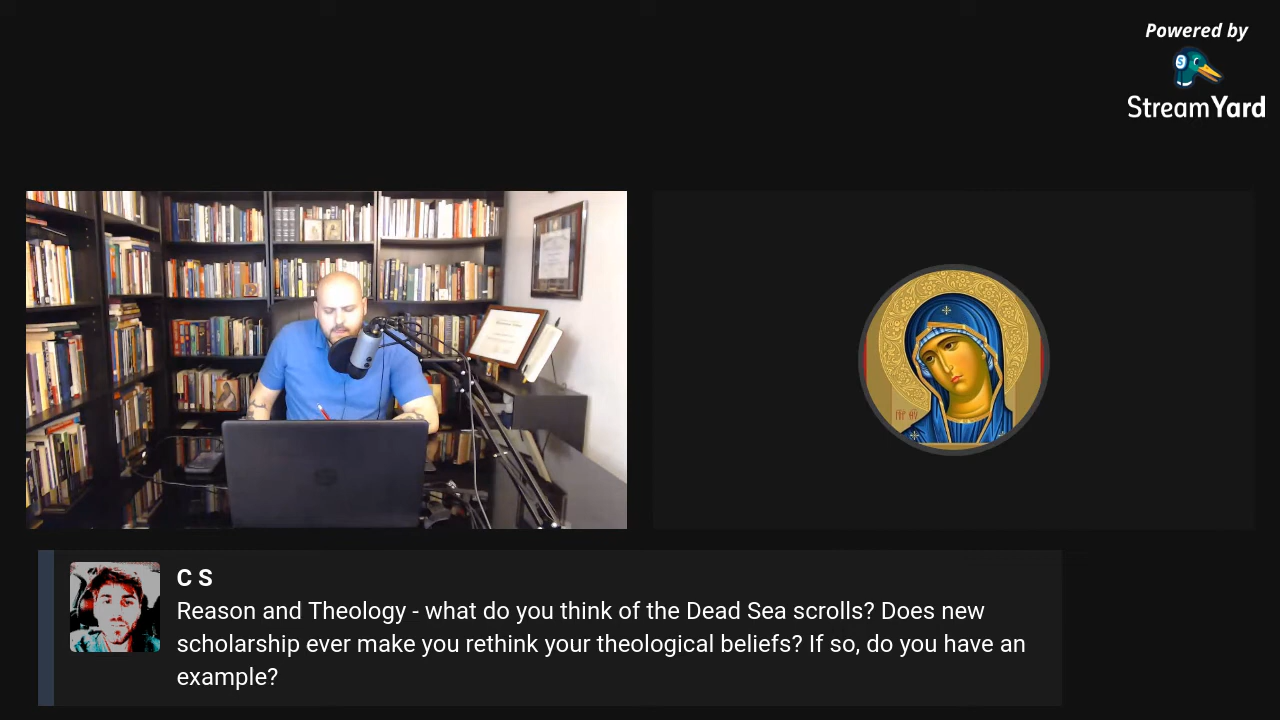 Powered by
StreamYard
C S
Reason and Theology - what do you think of the Dead Sea scrolls? Does new
scholarship ever make you rethink your theological beliefs? If so, do you have an
example?